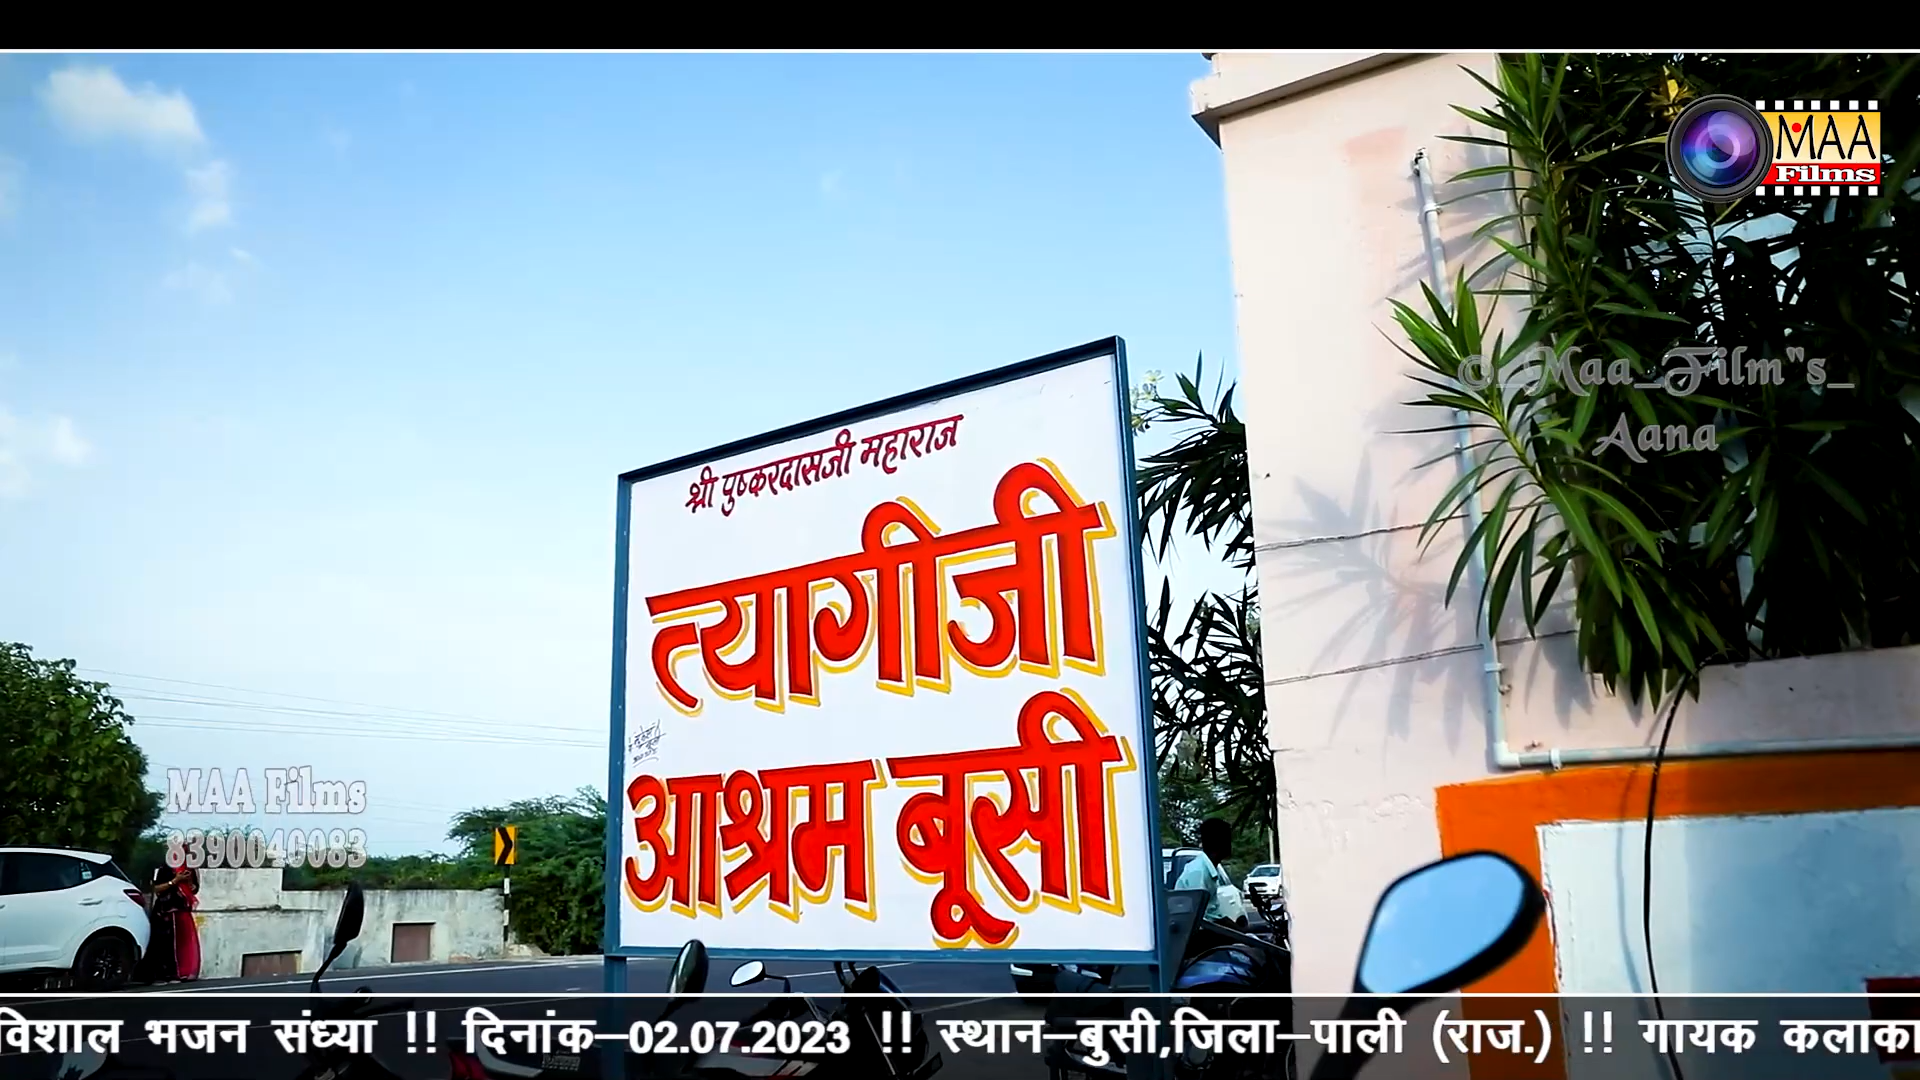 MAA
Films
©_Maa_Film"s_
Aana
श्री पुष्करदासजी महाराज
त्यागीजी
आश्रम बूसी
MAA Films
8390040083
विशाल भजन संध्या !! दिनांक–02.07.2023 !! स्थान–बुसी,जिला–पाली (राज.) !! गायक कलाका